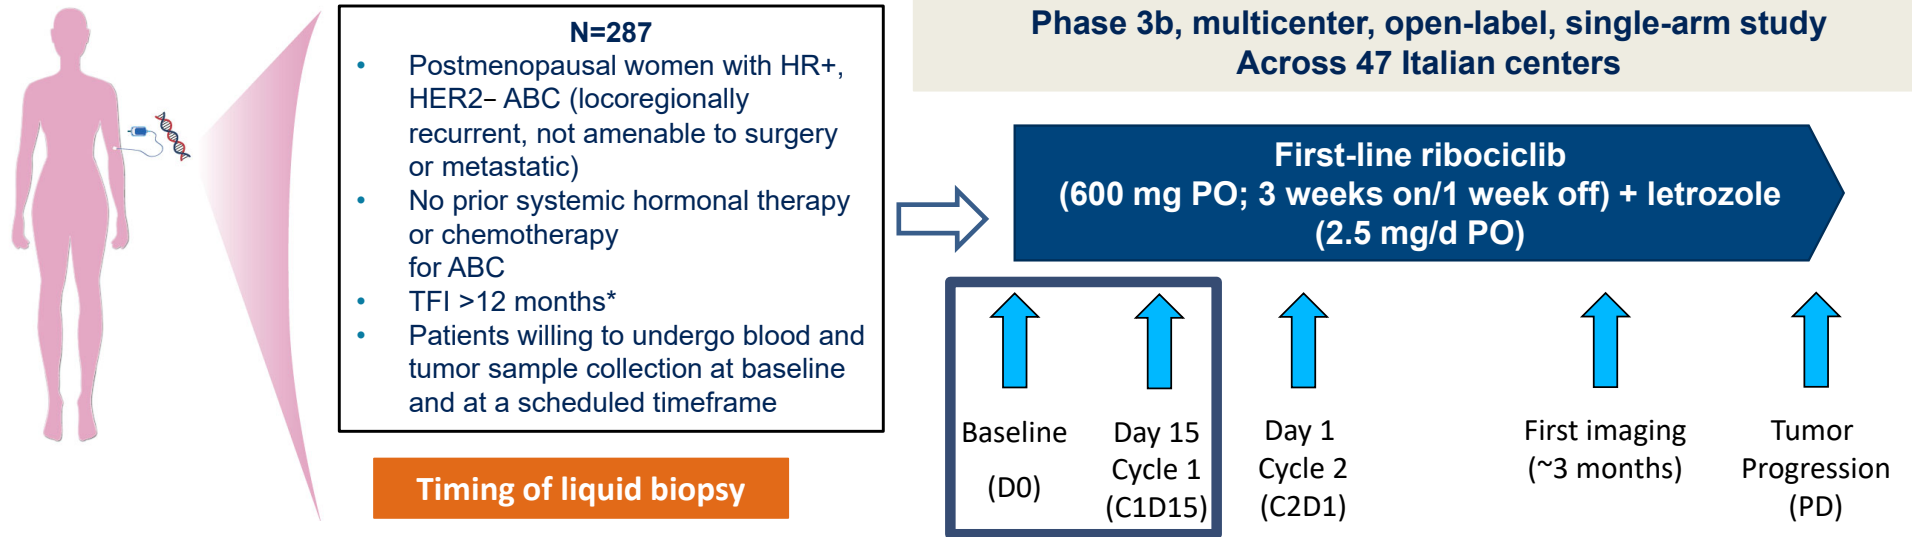 N=287
• Postmenopausal women with HR+,
HER2– ABC (locoregionally
recurrent, not amenable to surgery
or metastatic)
• No prior systemic hormonal therapy
or chemotherapy
for ABC
• TFI >12 months*
• Patients willing to undergo blood and
tumor sample collection at baseline
and at a scheduled timeframe
Timing of liquid biopsy
Phase 3b, multicenter, open-label, single-arm study
Across 47 Italian centers
First-line ribociclib
(600 mg PO; 3 weeks on/1 week off) + letrozole
(2.5 mg/d PO)
Baseline
(D0)
Day 15
Cycle 1
(C1D15)
Day 1
Cycle 2
(C2D1)
First imaging
(~3 months)
Tumor
Progression
(PD)